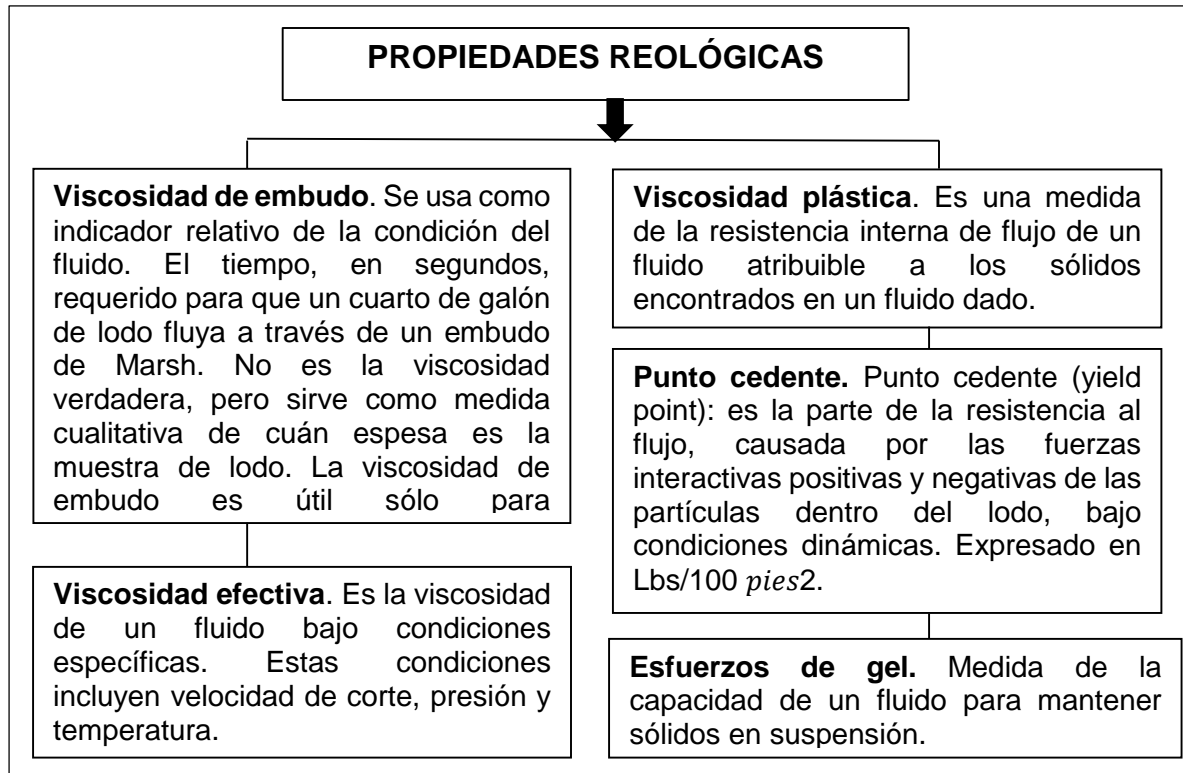 PROPIEDADES REOLÓGICAS
Viscosidad de embudo. Se usa como
indicador relativo de la condición del
fluido. El tiempo, en segundos,
requerido para que un cuarto de galón
de lodo fluya a través de un embudo
de Marsh. No es la viscosidad
verdadera, pero sirve como medida
cualitativa de cuán espesa es la
muestra de lodo. La viscosidad de
embudo es útil sólo para
Viscosidad efectiva. Es la viscosidad
de un fluido bajo condiciones
específicas. Estas condiciones
incluyen velocidad de corte, presión y
temperatura.
Viscosidad plástica. Es una medida
de la resistencia interna de flujo de un
fluido atribuible a los sólidos
encontrados en un fluido dado.
Punto cedente. Punto cedente (yield
point): es la parte de la resistencia al
flujo, causada por las fuerzas
interactivas positivas y negativas de las
partículas dentro del lodo, bajo
condiciones dinámicas. Expresado en
Lbs/100 pies2.
Esfuerzos de gel. Medida de la
capacidad de un fluido para mantener
sólidos en suspensión.